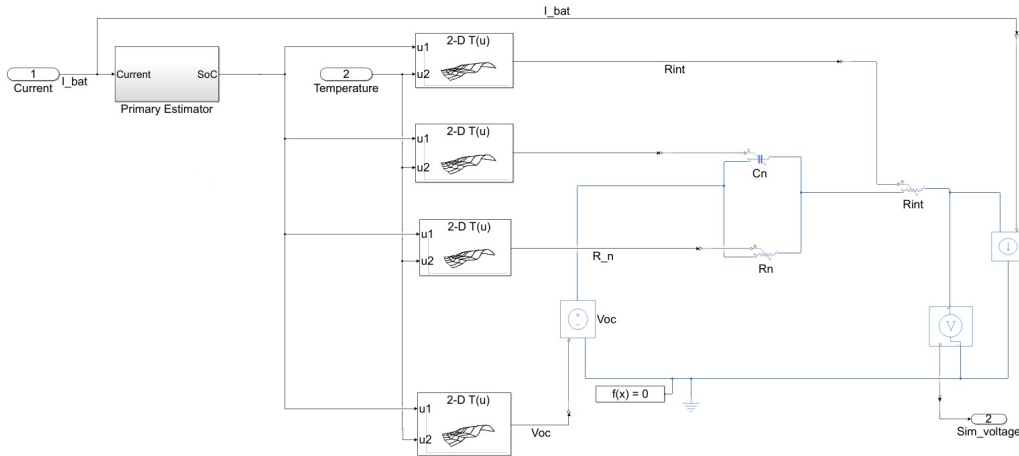 I_bat
1
Current
I_bat
Current
SoC
Primary Estimator
2
Temperature
2-D T(u)
u1
u2
Rint
2-D T(u)
u1
u2
C
Cn
R
Rint
2-D T(u)
u1
u2
R_n
R
Rn
Voc
V
f(x) = 0
2-D T(u)
u1
u2
Voc
2
Sim_voltage